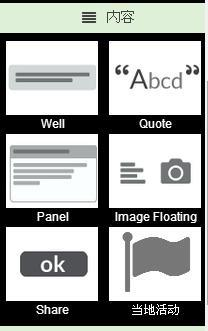 内容
“Abcd”
Well
Quote
Panel
Image Floating
ok
Share
当地活动